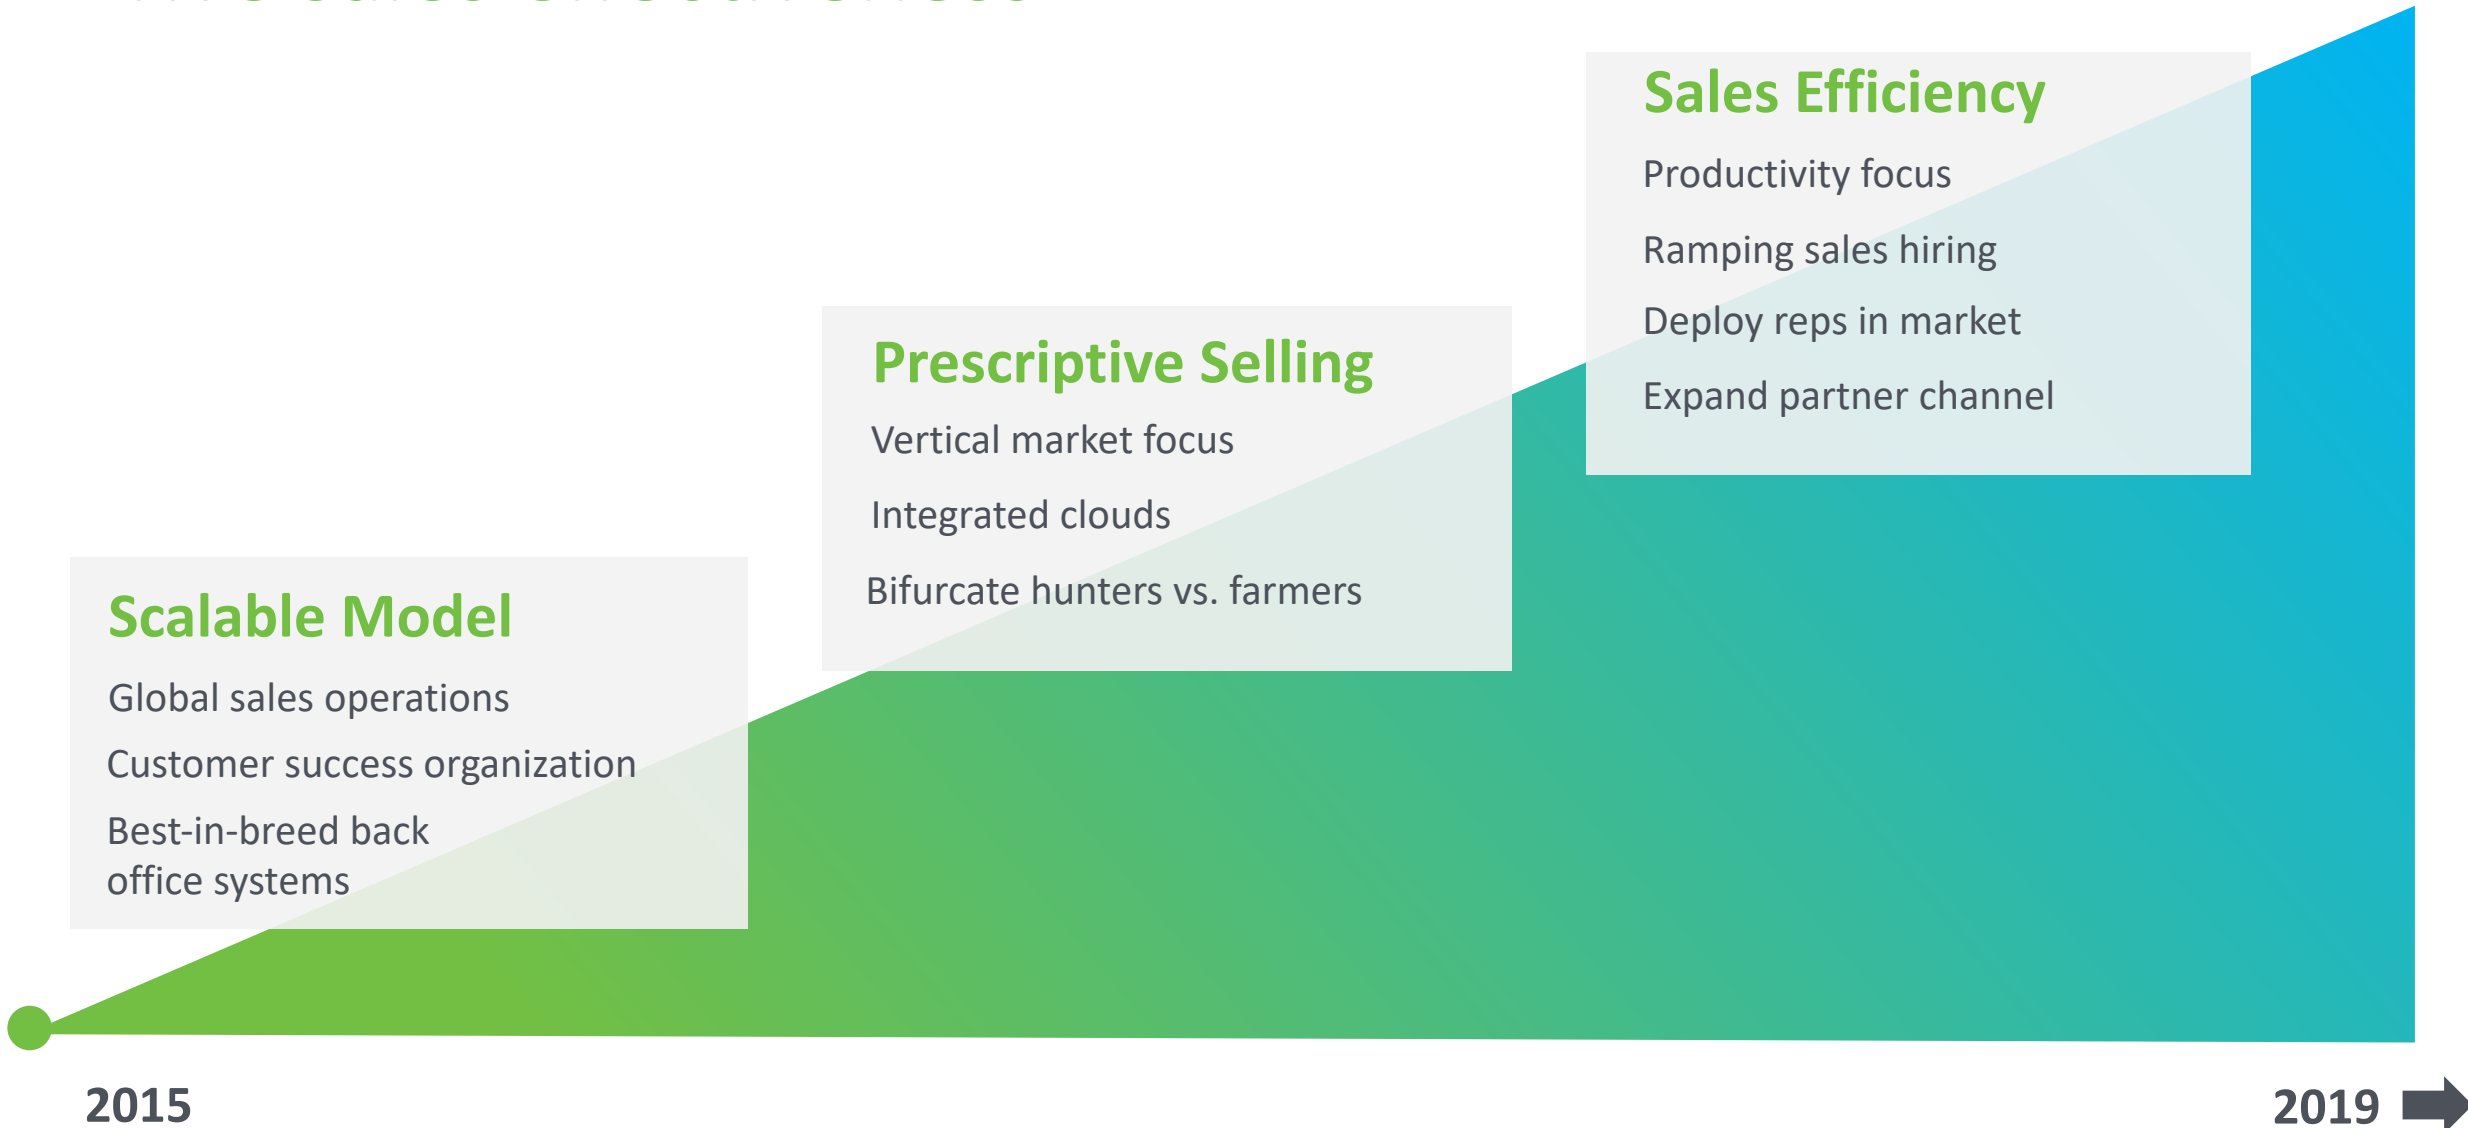 Scalable Model
Global sales operations
Customer success organization
Best-in-breed back
office systems
Prescriptive Selling
Vertical market focus
Integrated clouds
Bifurcate hunters vs. farmers
Sales Efficiency
Productivity focus
Ramping sales hiring
Deploy reps in market
Expand partner channel
2015
2019